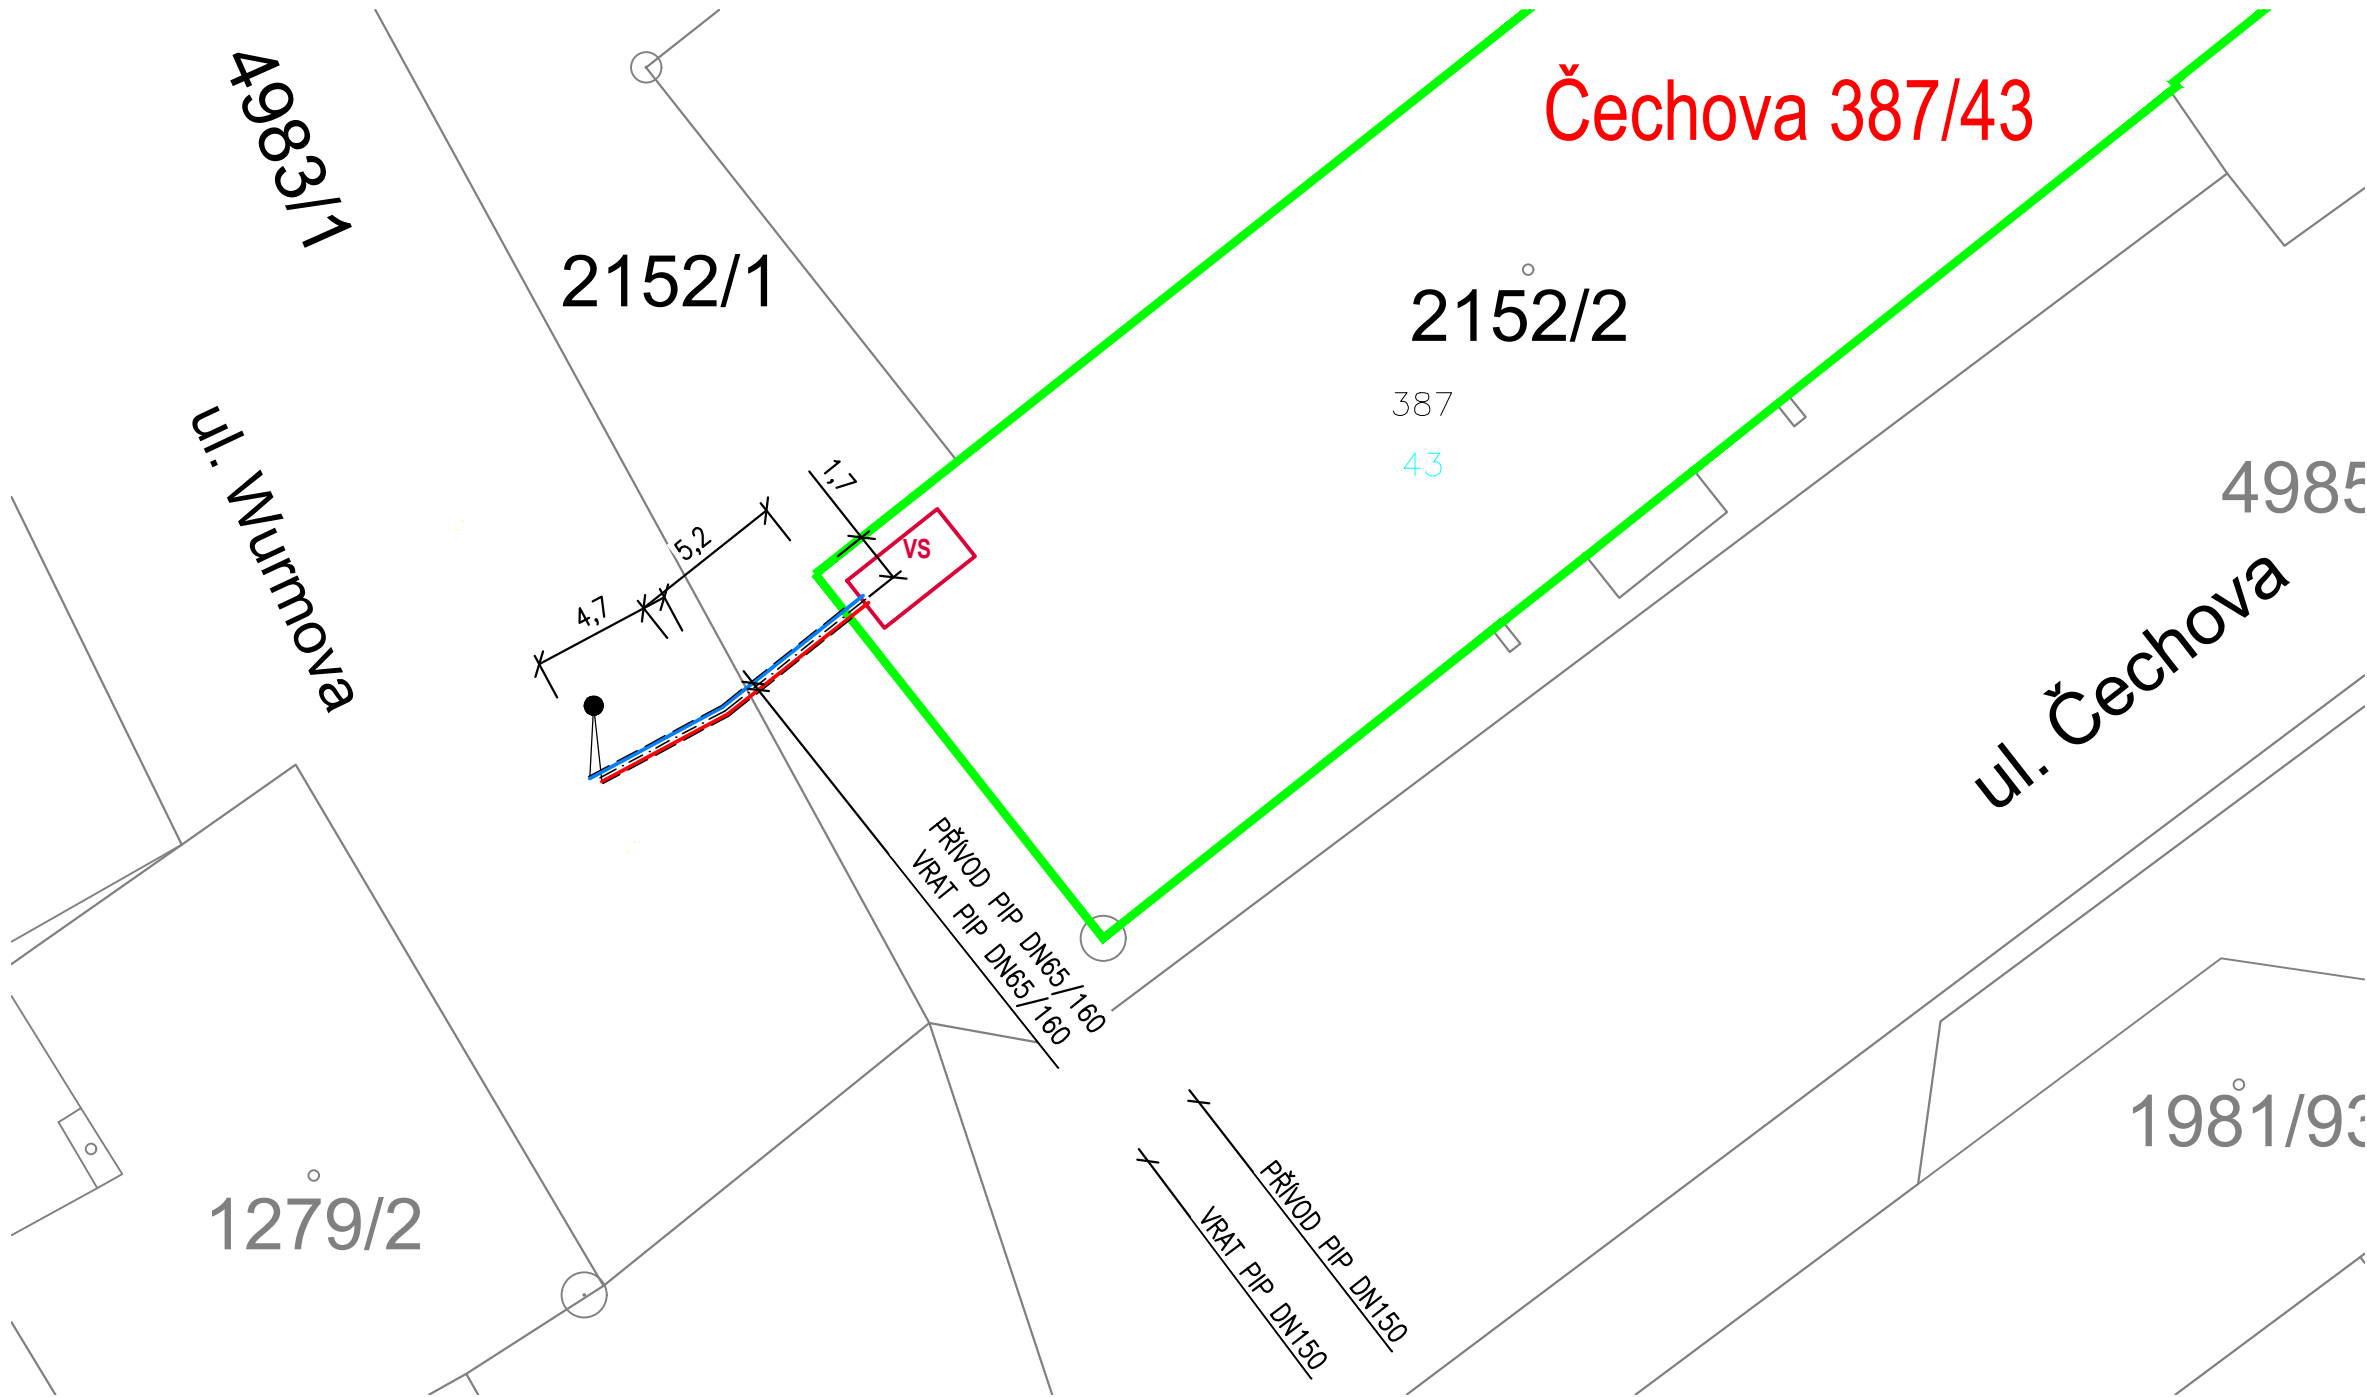 4983/1
Čechova 387/43
2152/1
2152/2
387
43
ul. Wurmova
1,7
5,2
4,7
VS
4985
ul. Čechova
PŘÍVOD PIP DN65/160
VRAT PIP DN65/160
1981/93
1279/2
PŘÍVOD PIP DN150
VRAT PIP DN150